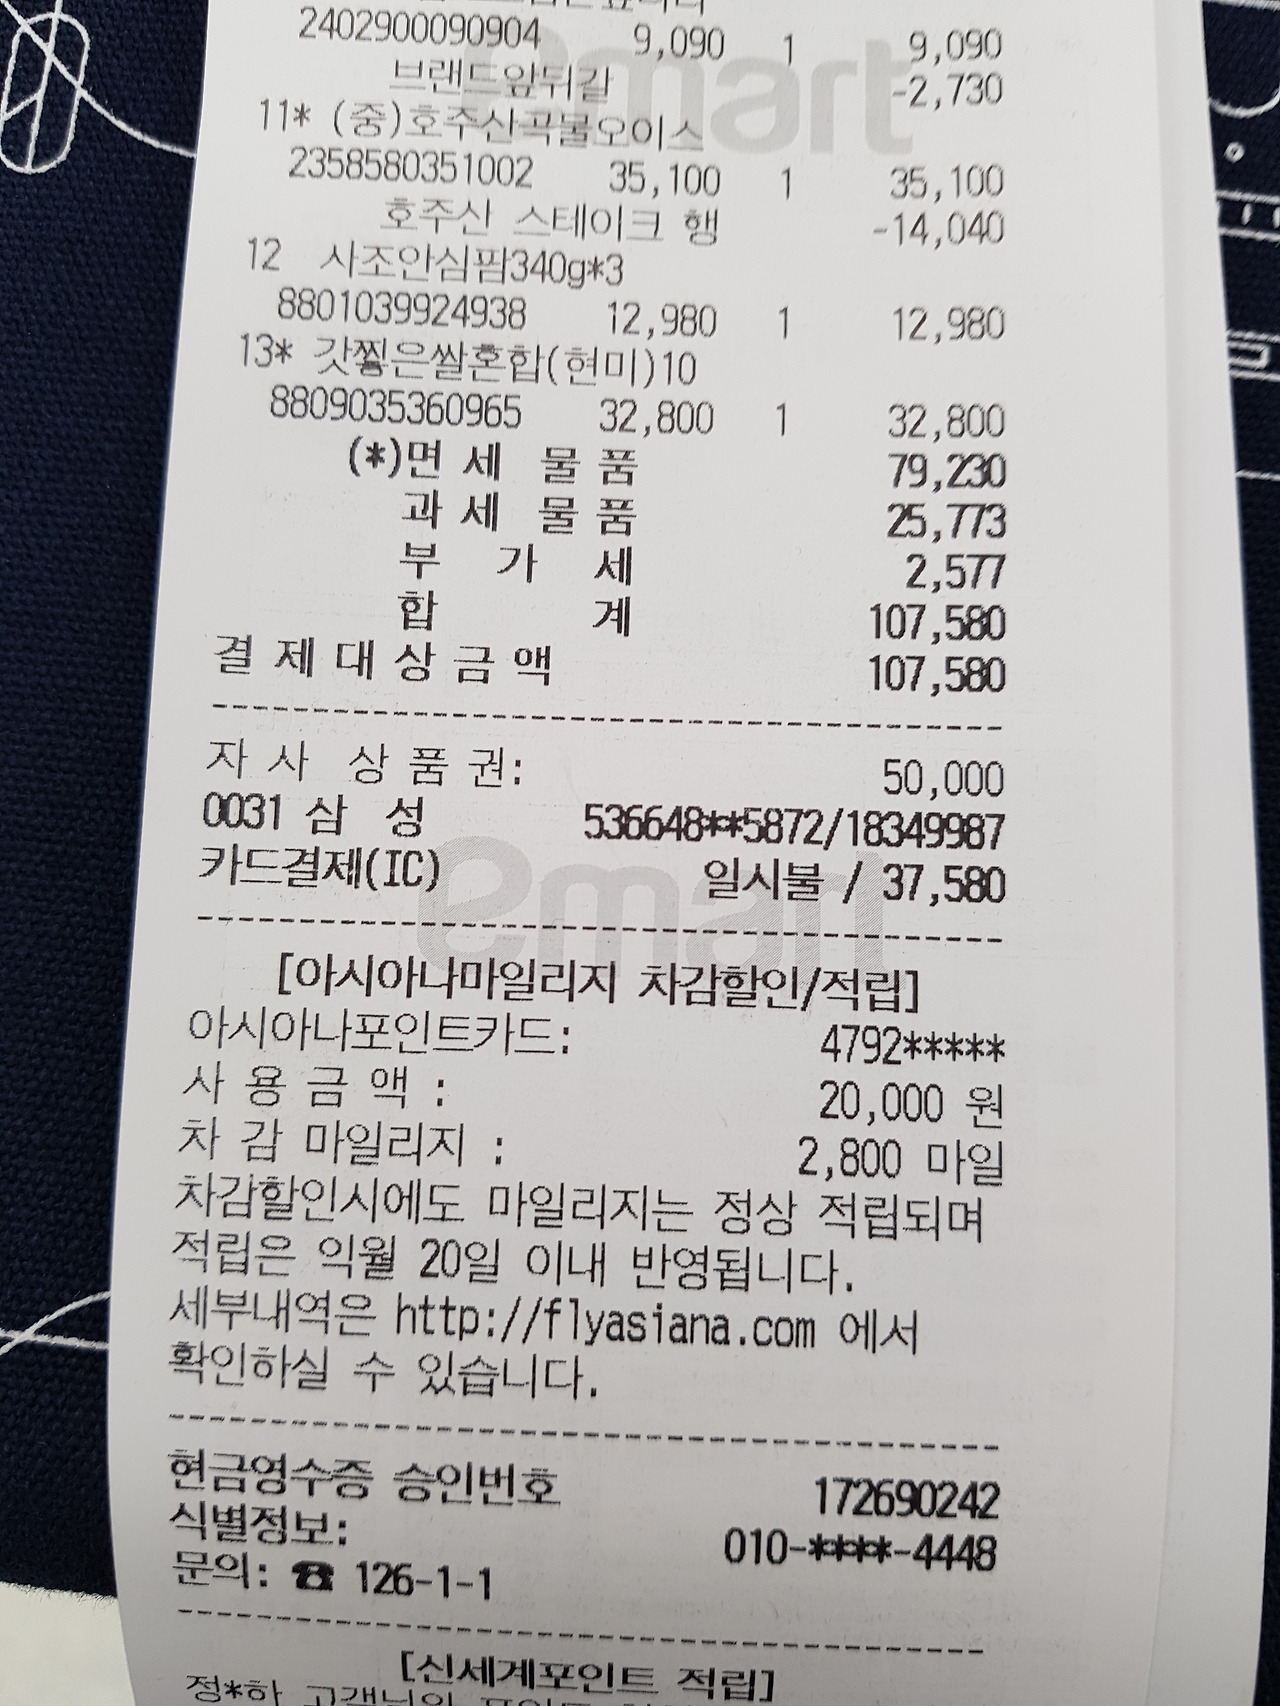 2402900090904 9,090 1 9,090
브랜드앞뒤갈 -2,730
11* (중)호주산곡물오이스
2358580351002 35,100 1 35,100
호주산 스테이크 행 -14,040
12 사조안심팜340g*3
8801039924938 12,980 1 12,980
13* 갓찧은쌀혼합(현미)10
8809035360965 32,800 1 32,800
(*)면 세 물 품 79,230
과 세 물 품 25,773
부 가 세 2,577
합 계 107,580
결 제 대 상 금 액 107,580
자 사 상 품 권: 50,000
0031 삼 성 536648**5872/18349987
카드결제(IC) 일시불 / 37,580
[아시아나마일리지 차감할인/적립]
아시아나포인트카드: 4792*****
사 용 금 액 : 20,000 원
차 감 마일리지 : 2,800 마일
차감할인시에도 마일리지는 정상 적립되며
적립은 익월 20일 이내 반영됩니다.
세부내역은 http://flyasiana.com 에서
확인하실 수 있습니다.
현금영수증 승인번호 172690242
식별정보: 010-****-4448
문의: ☎ 126-1-1
[신세계포인트 적립]
정*하 고객님의 포인트